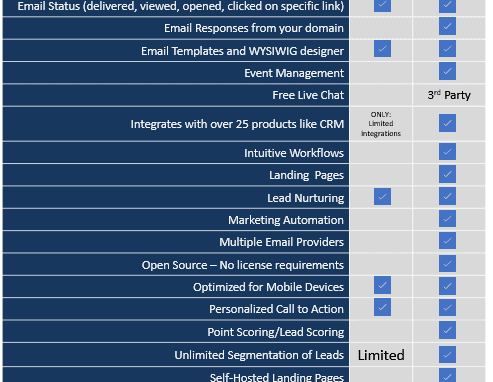 Email Status (delivered, viewed, opened, clicked on specific link)
Email Responses from your domain
Email Templates and WYSIWIG designer
Event Management
Free Live Chat 3rd Party
Integrates with over 25 products like CRM
ONLY:
Limited
integrations
Intuitive Workflows
Landing Pages
Lead Nurturing
Marketing Automation
Multiple Email Providers
Open Source – No license requirements
Optimized for Mobile Devices
Personalized Call to Action
Point Scoring/Lead Scoring
Unlimited Segmentation of Leads Limited
Self-Hosted Landing Pages